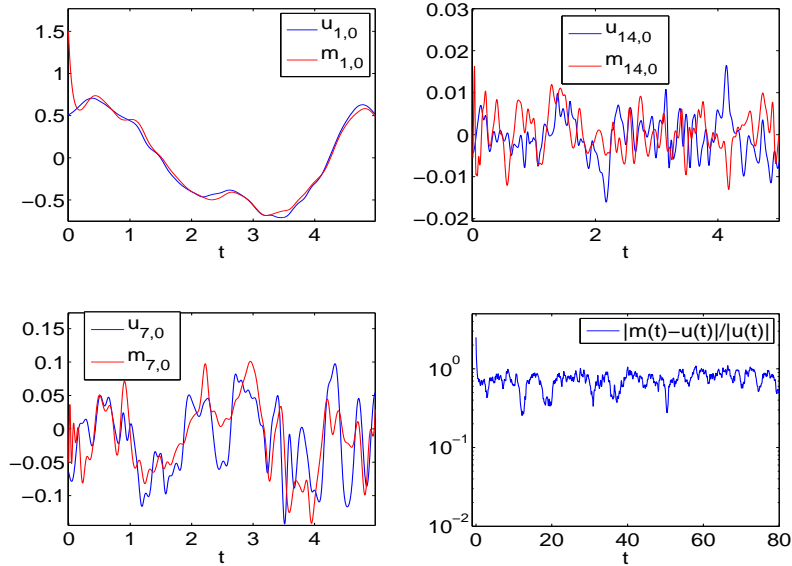 u1,0
m1,0
1.5
1
0.5
0
−0.5
0 1 2 3 4
t
u14,0
m14,0
0.03
0.02
0.01
0
−0.01
−0.02
0 2 4 6
t
u7,0
m7,0
0.15
0.1
0.05
0
−0.05
−0.1
0 1 2 3 4
t
|m(t)−u(t)|/|u(t)|
10^0
10^−1
10^−2
0 20 40 60 80
t